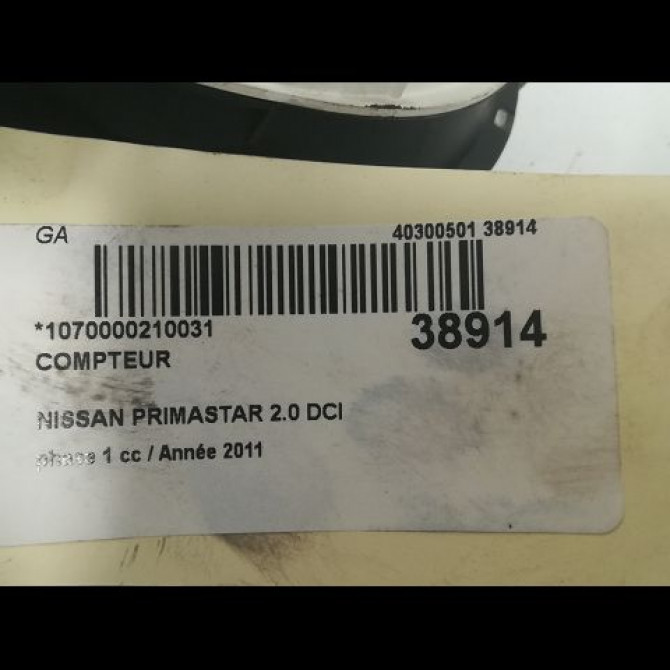 GA
40300501 38914
*1070000210031
38914
COMPTEUR
NISSAN PRIMASTAR 2.0 DCI
phase 1 cc / Année 2011